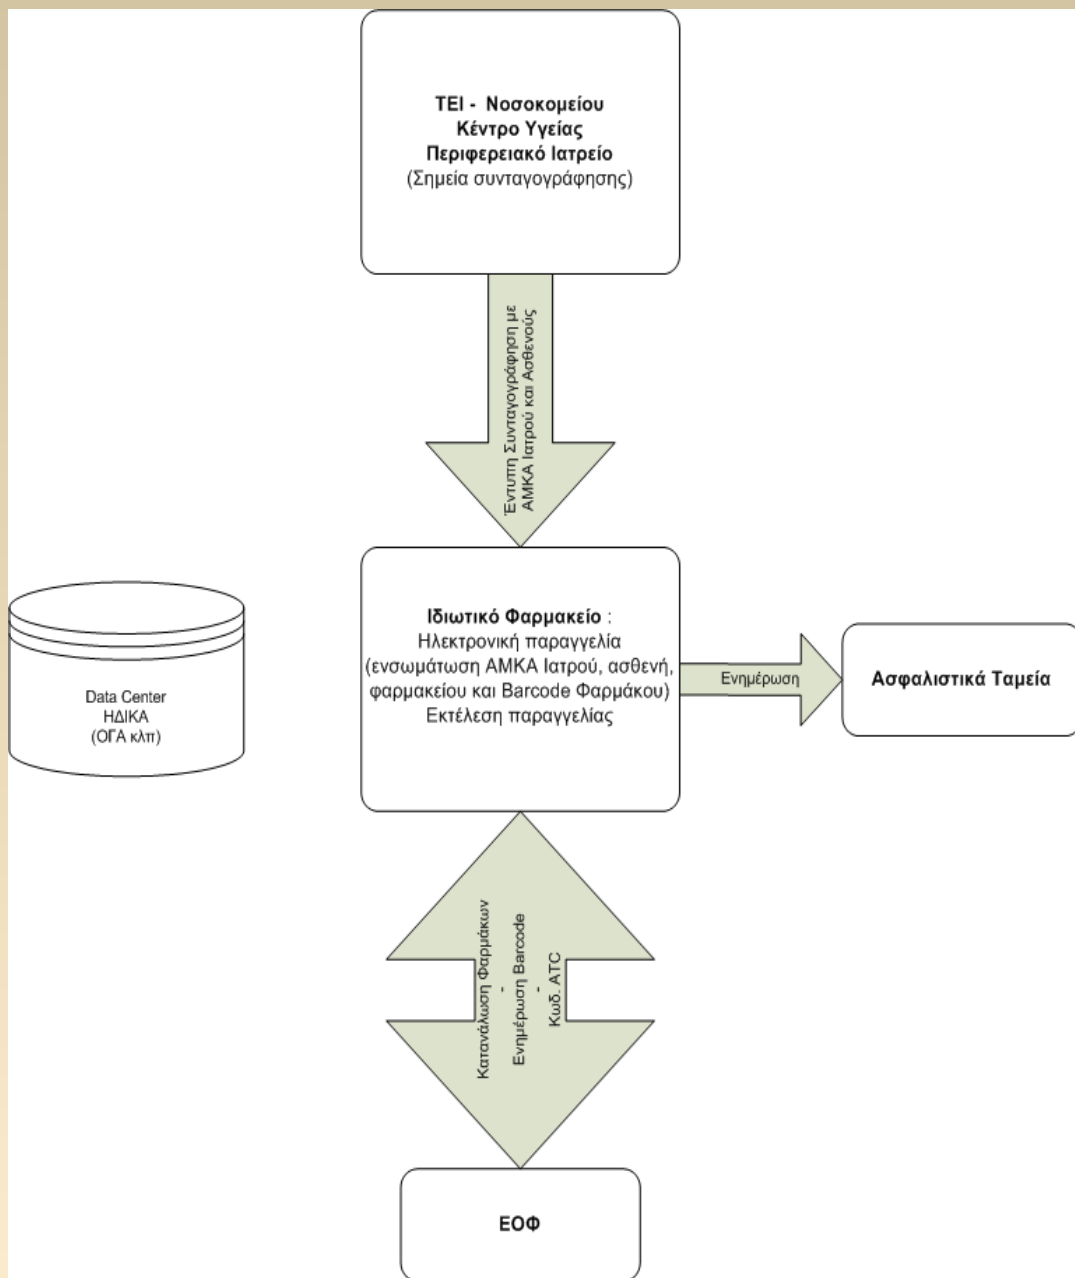 ΤΕΙ - Νοσοκομείου
Κέντρο Υγείας
Περιφερειακό Ιατρείο
(Σημεία συνταγογράφησης)
Έντυπη Συνταγογράφηση με
ΑΜΚΑ Ιατρού και Ασθενούς
Data Center
ΗΔΙΚΑ
(ΟΓΑ κλπ)
Ιδιωτικό Φαρμακείο :
Ηλεκτρονική παραγγελία
(ενσωμάτωση ΑΜΚΑ Ιατρού, ασθενή,
φαρμακείου και Barcode Φαρμάκου)
Εκτέλεση παραγγελίας
Ενημέρωση
Ασφαλιστικά Ταμεία
Κατανάλωση Φαρμάκων
-
Ενημέρωση Barcode
-
Κωδ. ATC
ΕΟΦ